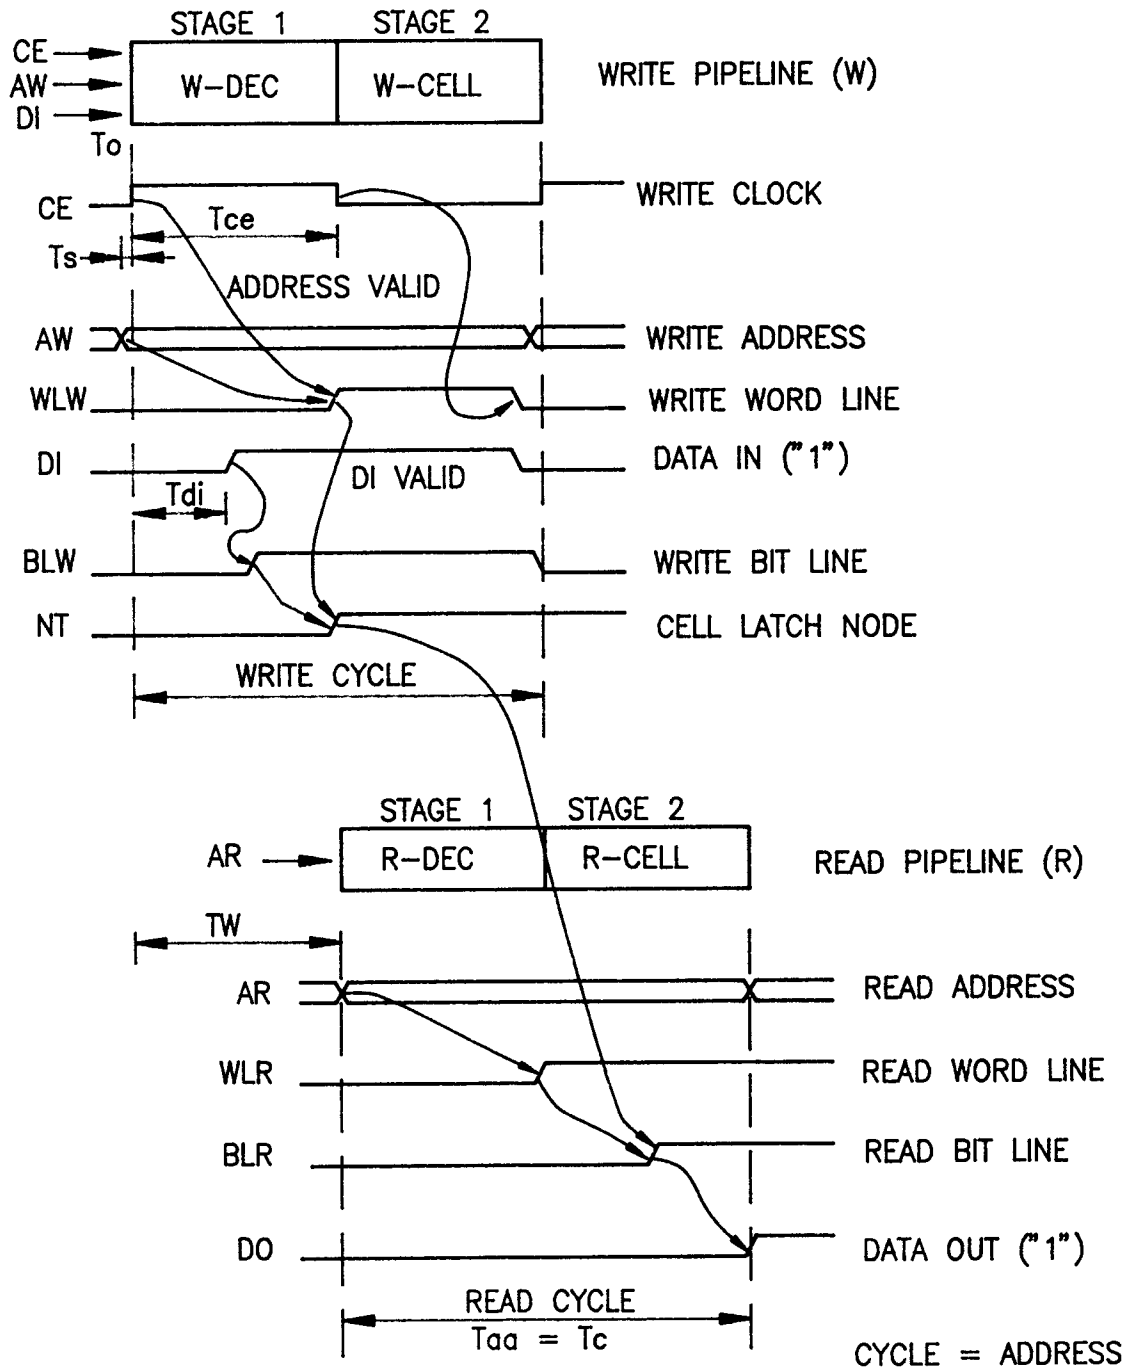 STAGE 1 STAGE 2
CE
AW W-DEC W-CELL WRITE PIPELINE (W)
DI
To
CE WRITE CLOCK
Tce
Ts
ADDRESS VALID
AW WRITE ADDRESS
WLW WRITE WORD LINE
DI DATA IN ("1")
DI VALID
Tdi
BLW WRITE BIT LINE
NT CELL LATCH NODE
WRITE CYCLE
STAGE 1 STAGE 2
AR R-DEC R-CELL READ PIPELINE (R)
TW
AR READ ADDRESS
WLR READ WORD LINE
BLR READ BIT LINE
DO DATA OUT ("1")
READ CYCLE
Taa = Tc
CYCLE = ADDRESS